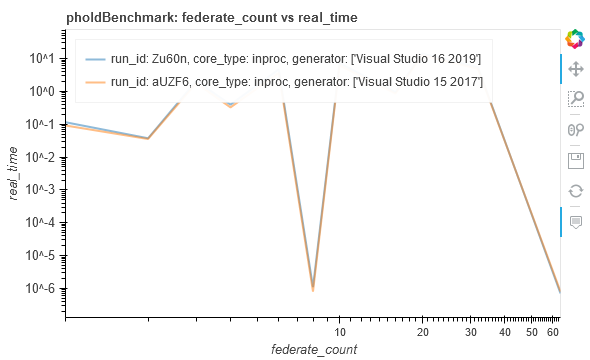 pholdBenchmark: federate_count vs real_time
run_id: Zu60n, core_type: inproc, generator: ['Visual Studio 16 2019']
run_id: aUZF6, core_type: inproc, generator: ['Visual Studio 15 2017']
10^1
10^0
10^-1
10^-2
10^-3
10^-4
10^-5
10^-6
real_time
10
20
30
40
50
60
federate_count